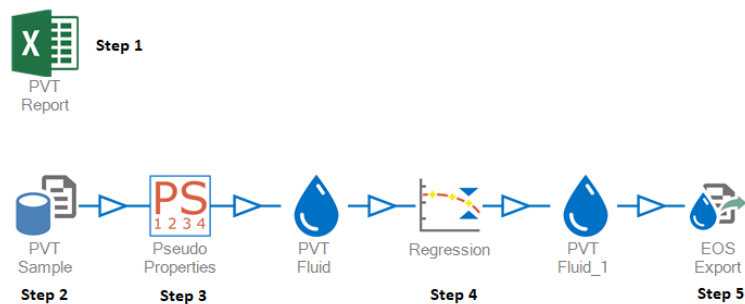 X
Step 1
PVT
Report
PS
1 2 3 4
PVT
Sample
Pseudo
Properties
PVT
Fluid
Regression
PVT
Fluid_1
EOS
Export
Step 2
Step 3
Step 4
Step 5